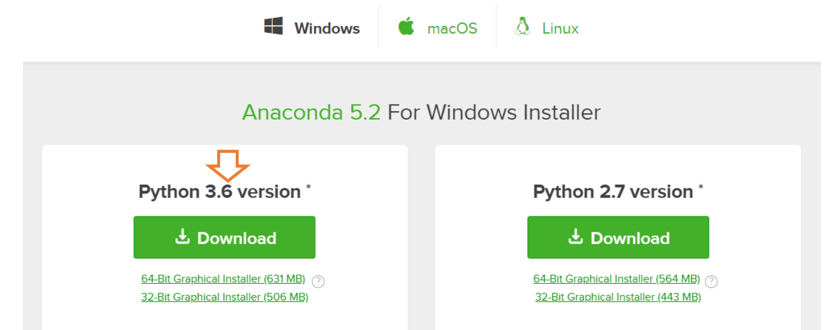 Windows macOS Linux
Anaconda 5.2 For Windows Installer
Python 3.6 version *
Download
64-Bit Graphical Installer (631 MB) ?
32-Bit Graphical Installer (506 MB)
Python 2.7 version *
Download
64-Bit Graphical Installer (564 MB) ?
32-Bit Graphical Installer (443 MB)